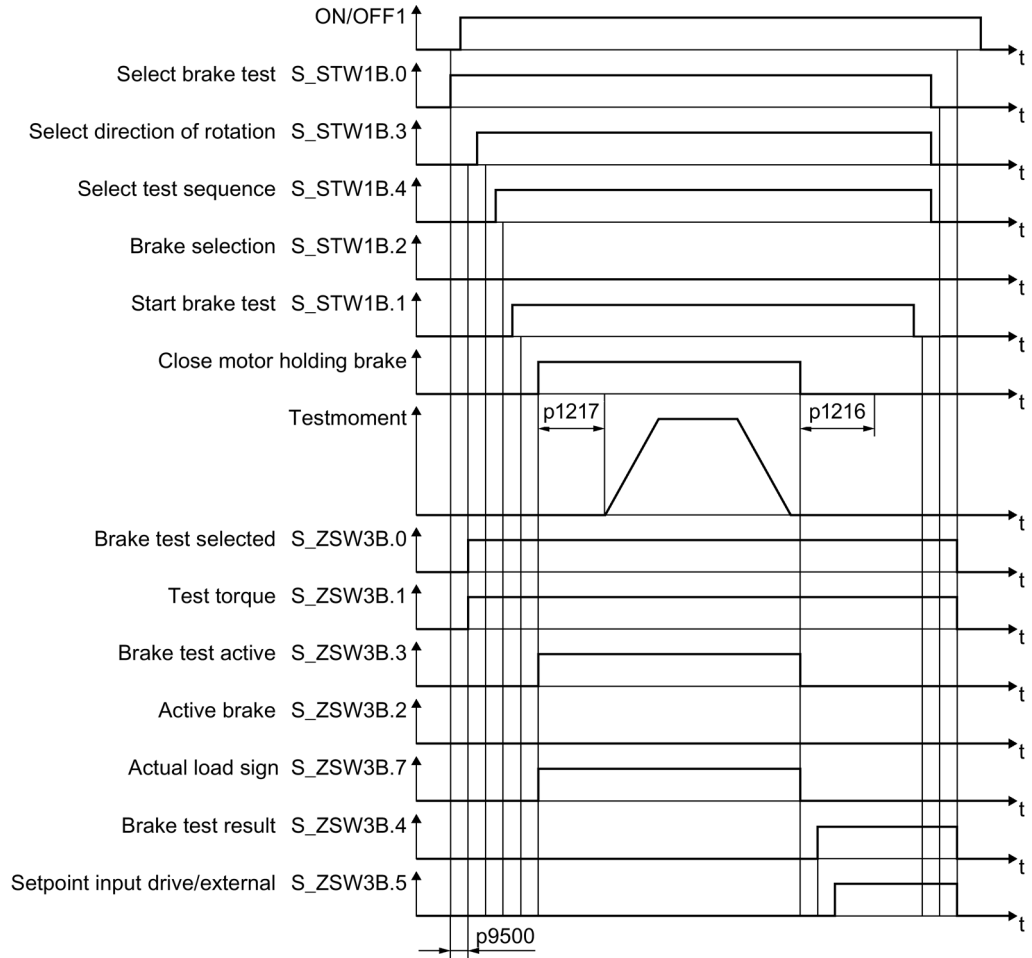 ON/OFF1
t
Select brake test S_STW1B.0
t
Select direction of rotation S_STW1B.3
t
Select test sequence S_STW1B.4
t
Brake selection S_STW1B.2
t
Start brake test S_STW1B.1
t
Close motor holding brake
t
Testmoment
p1217
p1216
t
Brake test selected S_ZSW3B.0
t
Test torque S_ZSW3B.1
t
Brake test active S_ZSW3B.3
t
Active brake S_ZSW3B.2
t
Actual load sign S_ZSW3B.7
t
Brake test result S_ZSW3B.4
t
Setpoint input drive/external S_ZSW3B.5
t
p9500